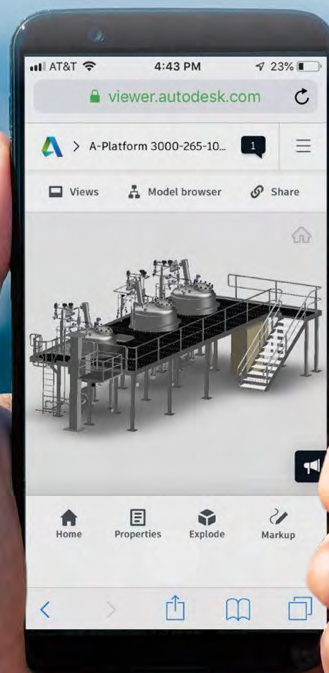 AT&T 4:43 PM 23%
viewer.autodesk.com
> A-Platform 3000-265-10... 1
Views Model browser Share
Home Properties Explode Markup